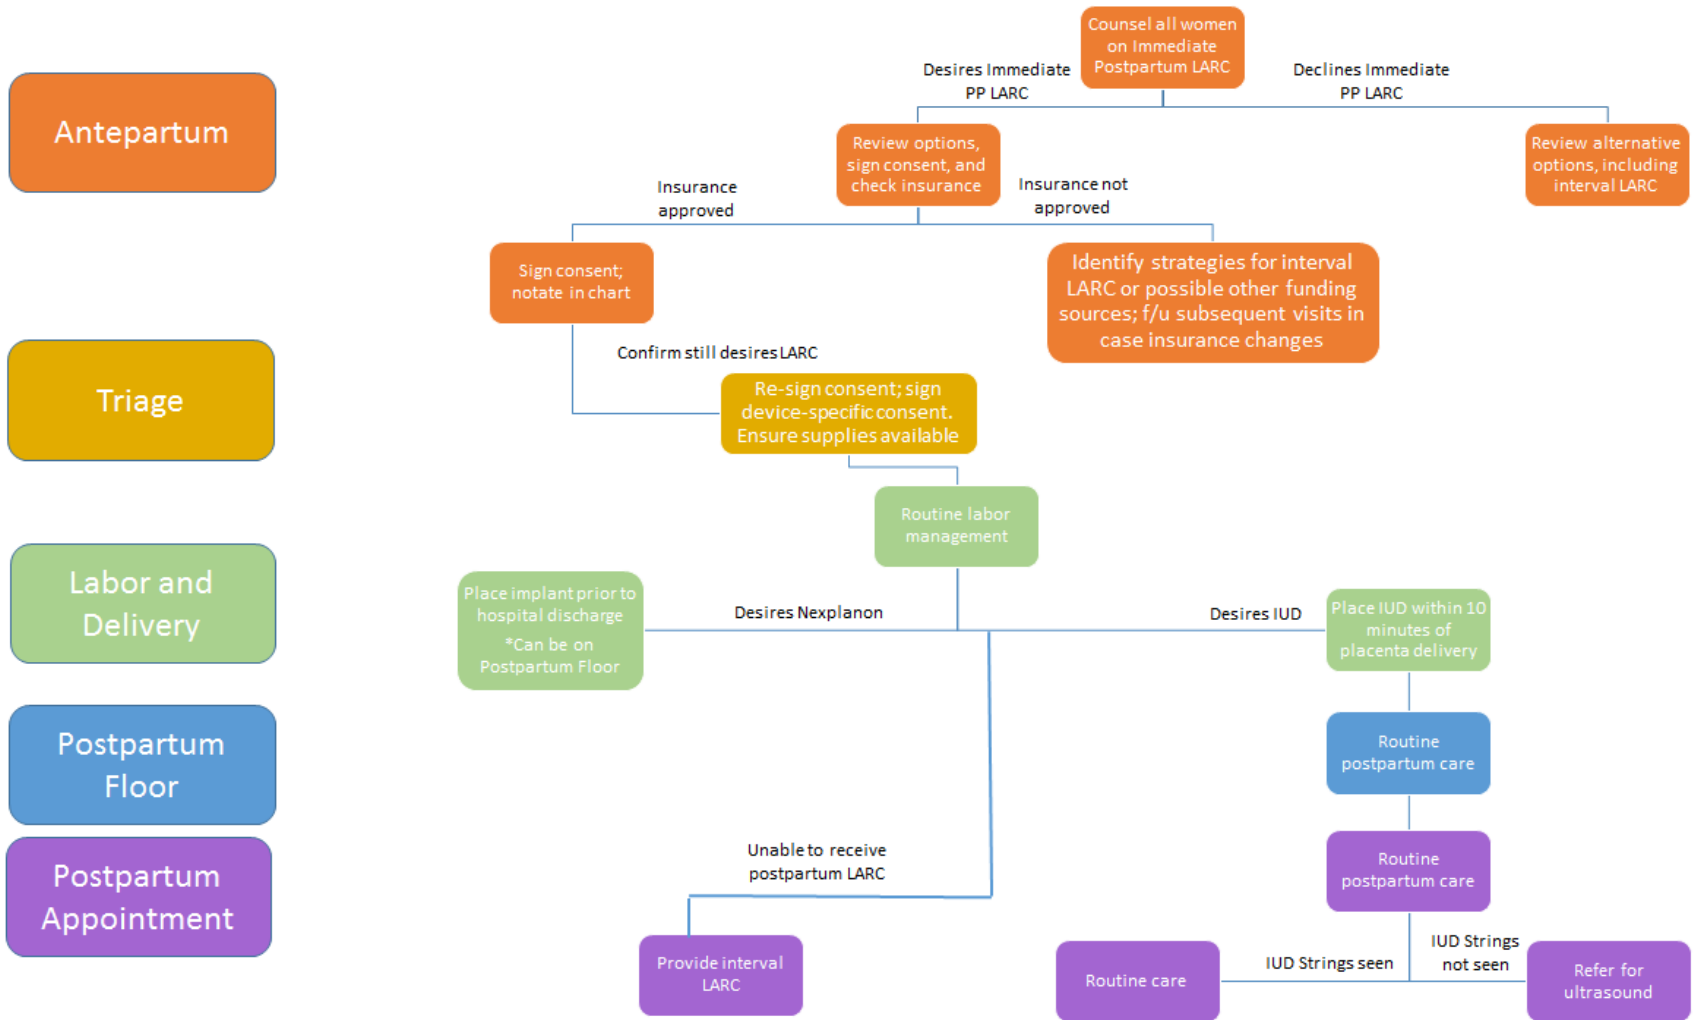 Counsel all women
on Immediate
Postpartum LARC
Desires Immediate
PP LARC
Declines Immediate
PP LARC
Antepartum
Review options,
sign consent, and
check insurance
Review alternative
options, including
interval LARC
Insurance
approved
Insurance not
approved
Sign consent;
notate in chart
Identify strategies for interval
LARC or possible other funding
sources; f/u subsequent visits in
case insurance changes
Confirm still desires LARC
Triage
Re-sign consent; sign
device-specific consent.
Ensure supplies available
Routine labor
management
Labor and
Delivery
Place implant prior to
hospital discharge
*Can be on
Postpartum Floor
Desires Nexplanon
Desires IUD
Place IUD within 10
minutes of
placenta delivery
Postpartum
Floor
Routine
postpartum care
Postpartum
Appointment
Unable to receive
postpartum LARC
Routine
postpartum care
Provide interval
LARC
Routine care
IUD Strings seen
IUD Strings
not seen
Refer for
ultrasound